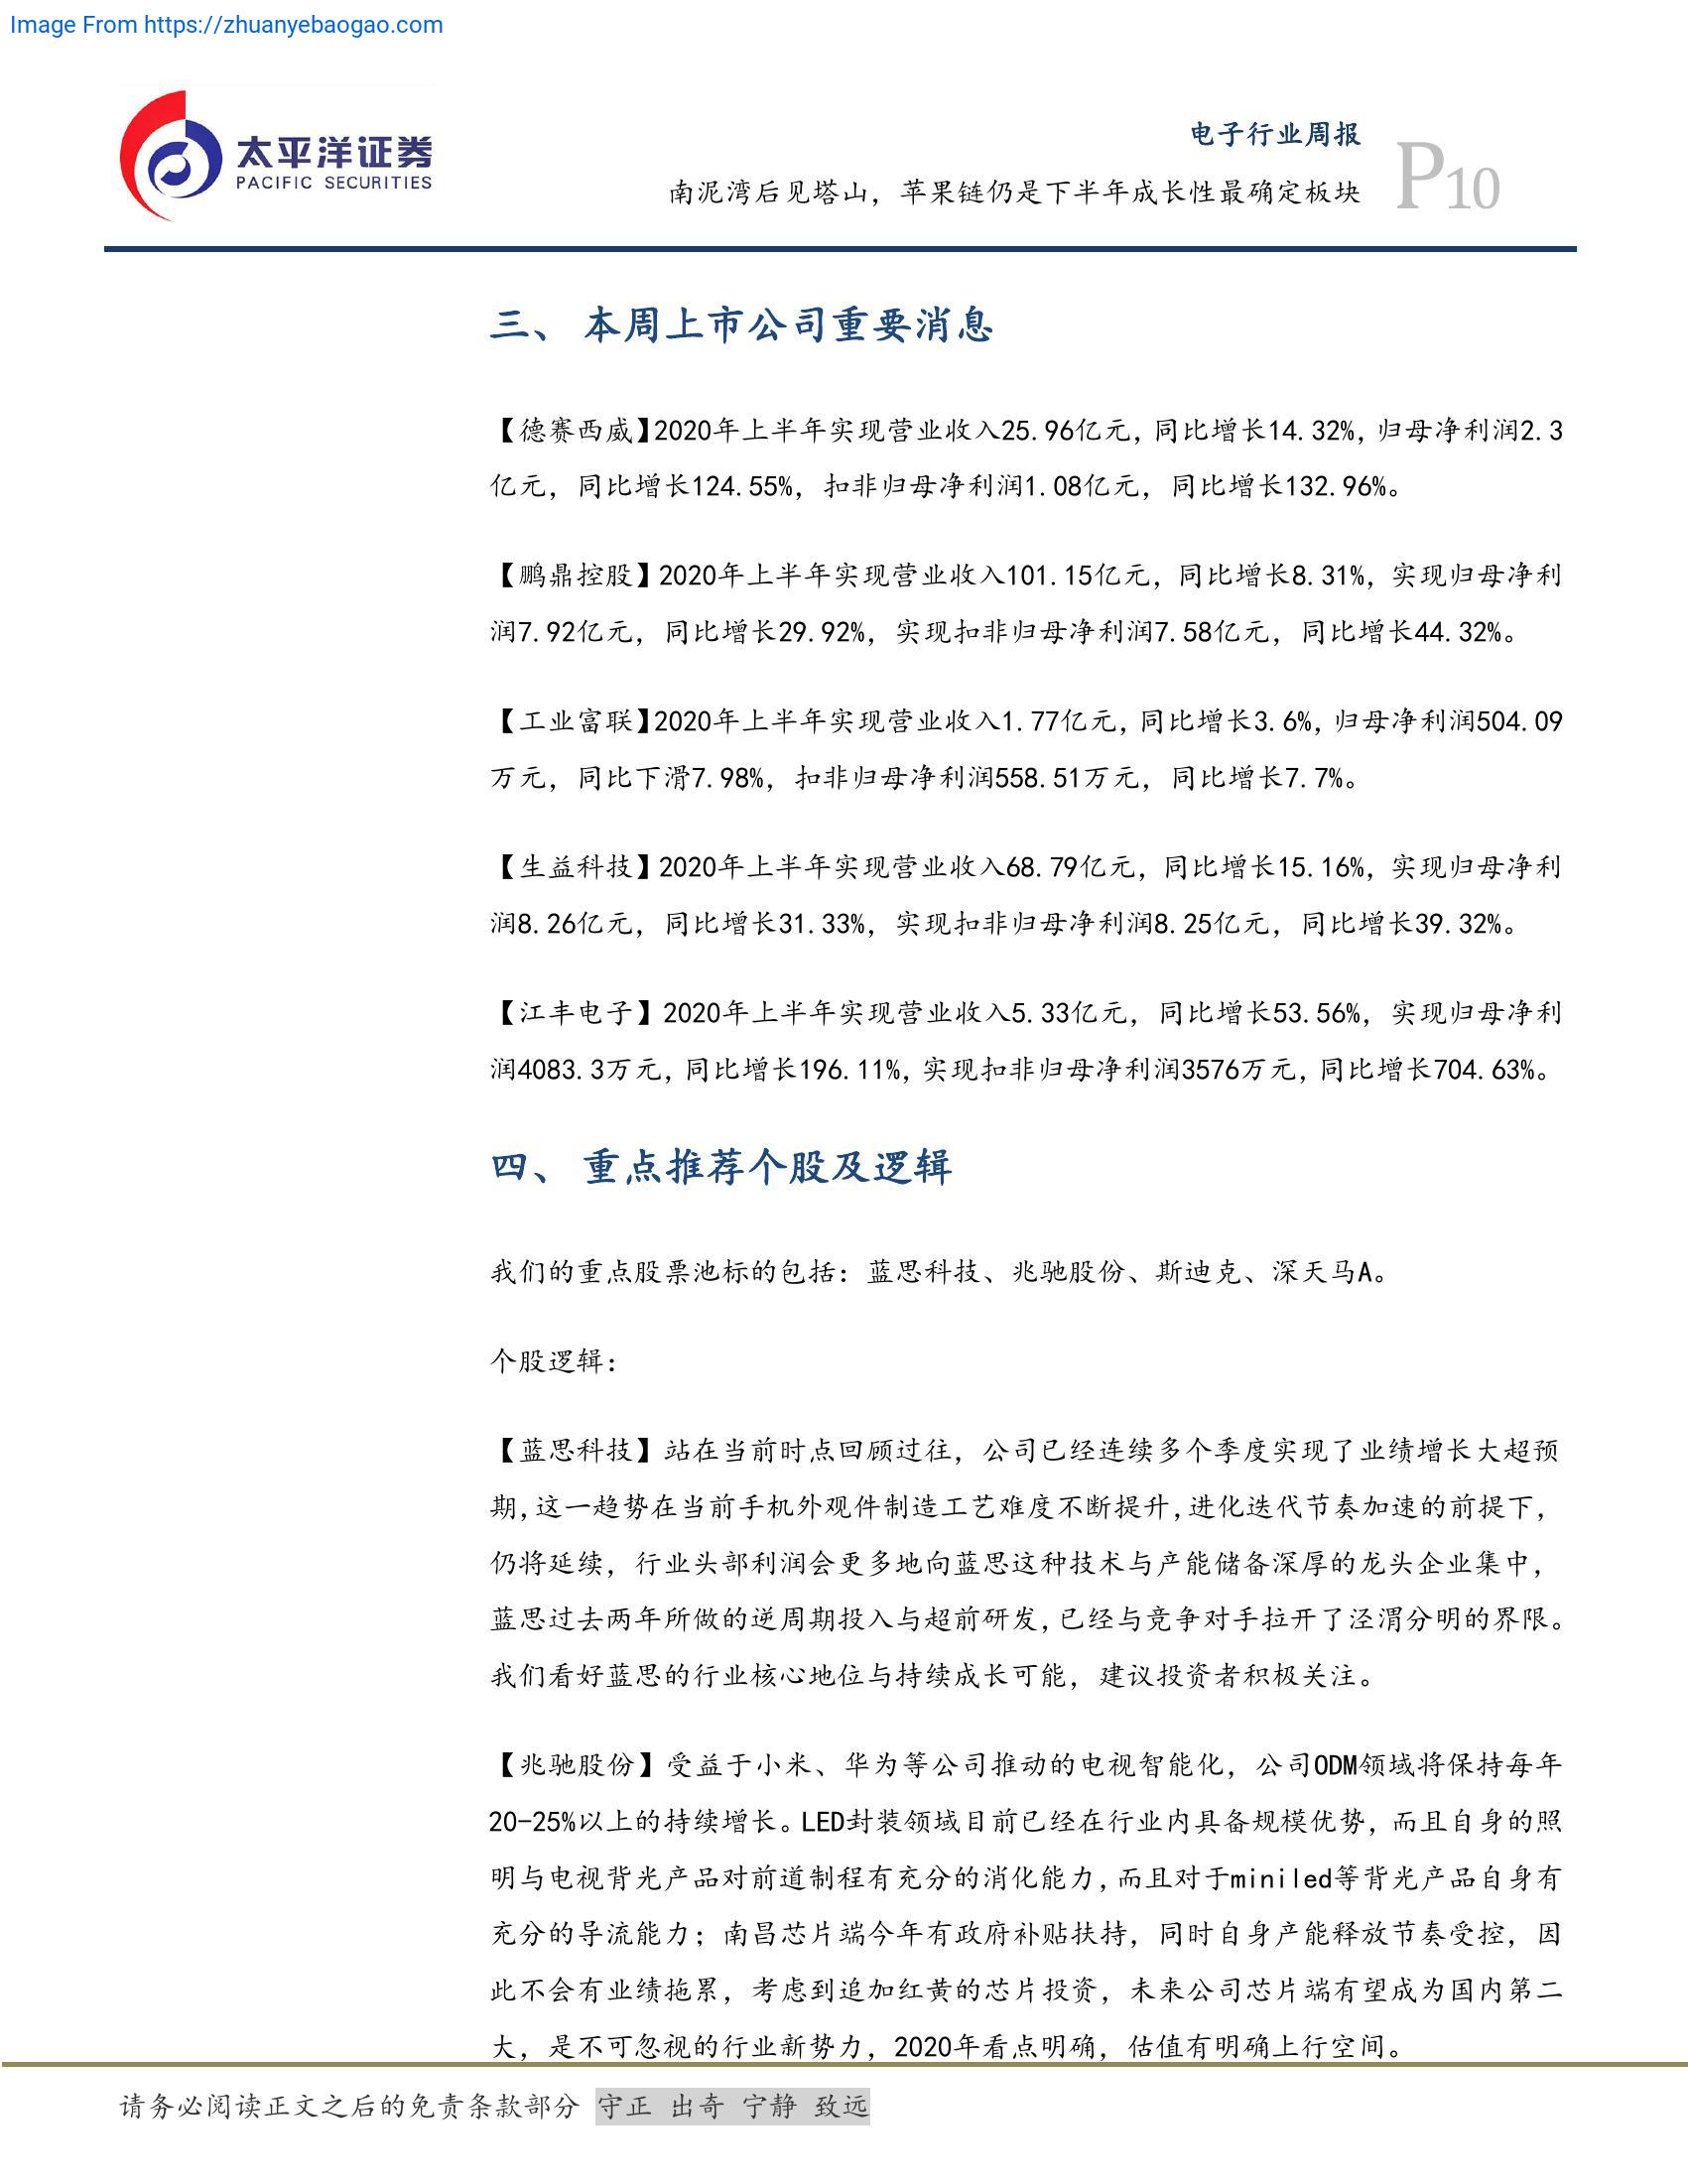 Image From https://zhuanyebaogao.com
太平洋证券
PACIFIC SECURITIES
电子行业周报
南泥湾后见塔山，苹果链仍是下半年成长性最确定板块
P10
三、 本周上市公司重要消息
【德赛西威】2020年上半年实现营业收入25.96亿元，同比增长14.32%，归母净利润2.3
亿元，同比增长124.55%，扣非归母净利润1.08亿元，同比增长132.96%。
【鹏鼎控股】2020年上半年实现营业收入101.15亿元，同比增长8.31%，实现归母净利
润7.92亿元，同比增长29.92%，实现扣非归母净利润7.58亿元，同比增长44.32%。
【工业富联】2020年上半年实现营业收入1.77亿元，同比增长3.6%，归母净利润504.09
万元，同比下滑7.98%，扣非归母净利润558.51万元，同比增长7.7%。
【生益科技】2020年上半年实现营业收入68.79亿元，同比增长15.16%，实现归母净利
润8.26亿元，同比增长31.33%，实现扣非归母净利润8.25亿元，同比增长39.32%。
【江丰电子】2020年上半年实现营业收入5.33亿元，同比增长53.56%，实现归母净利
润4083.3万元，同比增长196.11%，实现扣非归母净利润3576万元，同比增长704.63%。
四、 重点推荐个股及逻辑
我们的重点股票池标的包括：蓝思科技、兆驰股份、斯迪克、深天马A。
个股逻辑：
【蓝思科技】站在当前时点回顾过往，公司已经连续多个季度实现了业绩增长大超预
期，这一趋势在当前手机外观件制造工艺难度不断提升，进化迭代节奏加速的前提下，
仍将延续，行业头部利润会更多地向蓝思这种技术与产能储备深厚的龙头企业集中，
蓝思过去两年所做的逆周期投入与超前研发，已经与竞争对手拉开了泾渭分明的界限。
我们看好蓝思的行业核心地位与持续成长可能，建议投资者积极关注。
【兆驰股份】受益于小米、华为等公司推动的电视智能化，公司ODM领域将保持每年
20-25%以上的持续增长。LED封装领域目前已经在行业内具备规模优势，而且自身的照
明与电视背光产品对前道制程有充分的消化能力，而且对于miniled等背光产品自身有
充分的导流能力；南昌芯片端今年有政府补贴扶持，同时自身产能释放节奏受控，因
此不会有业绩拖累，考虑到追加红黄的芯片投资，未来公司芯片端有望成为国内第二
大，是不可忽视的行业新势力，2020年看点明确，估值有明确上行空间。
请务必阅读正文之后的免责条款部分 守正 出奇 宁静 致远